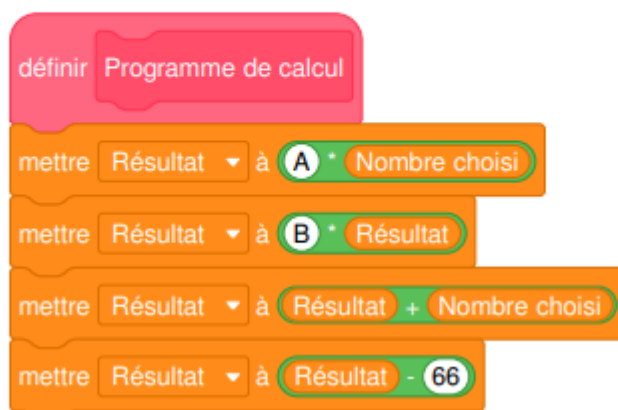 définir Programme de calcul
mettre Résultat à A * Nombre choisi
mettre Résultat à B * Résultat
mettre Résultat à Résultat + Nombre choisi
mettre Résultat à Résultat - 66